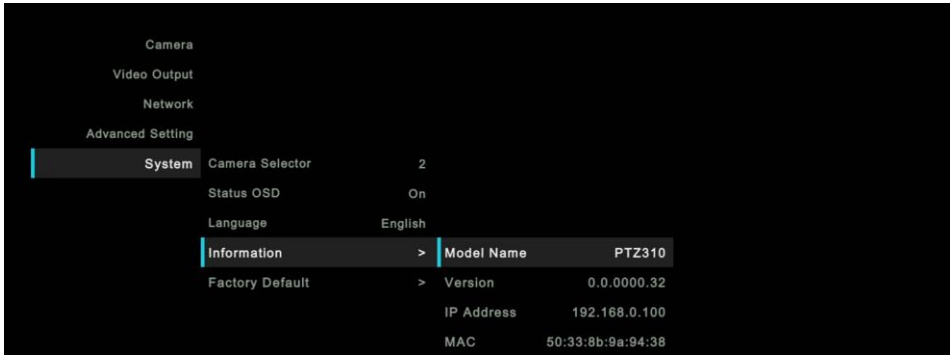 Camera
Video Output
Network
Advanced Setting
System Camera Selector 2
Status OSD On
Language English
Information > Model Name PTZ310
Factory Default > Version 0.0.0000.32
IP Address 192.168.0.100
MAC 50:33:8b:9a:94:38